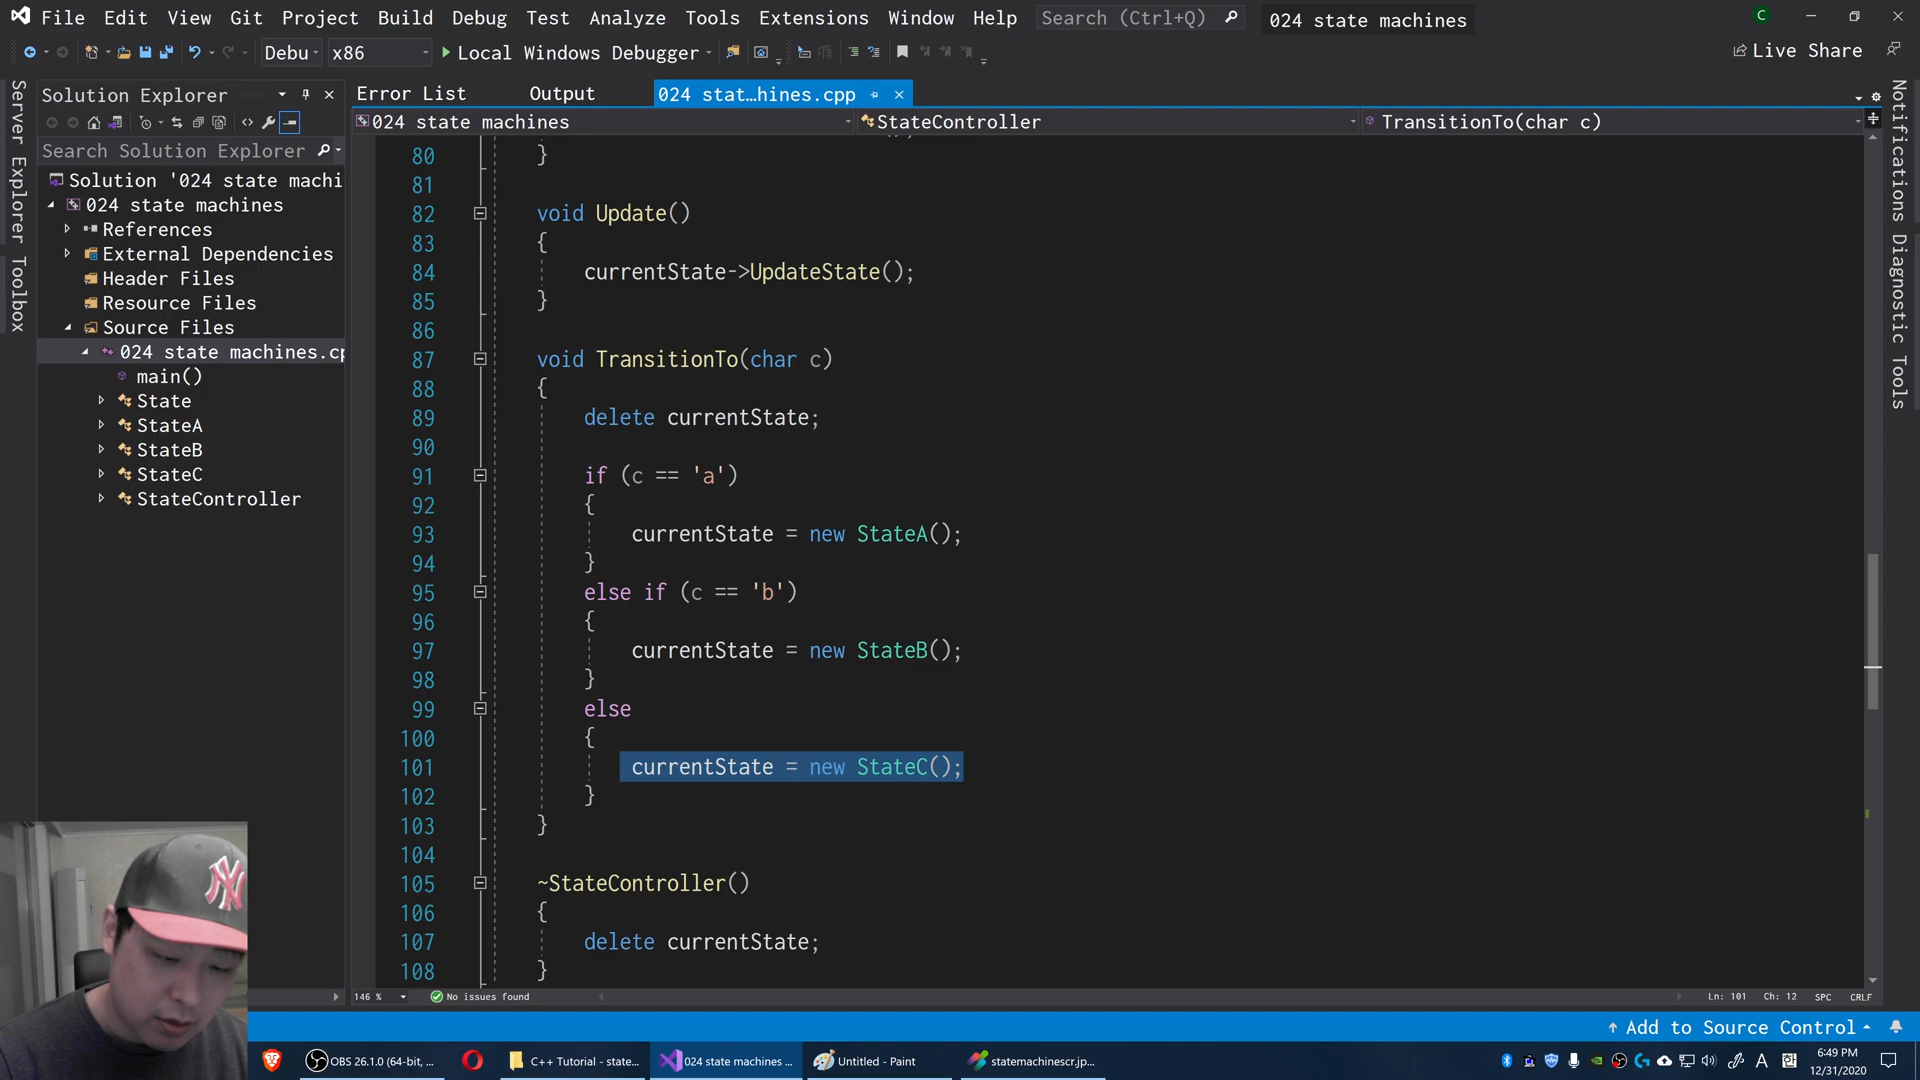 File Edit View Git Project Build Debug Test Analyze Tools Extensions Window Help Search (Ctrl+Q) 024 state machines C
Debu x86 Local Windows Debugger Live Share
Server Explorer Toolbox
Notifications Diagnostic Tools
Solution Explorer
Error List Output 024 stat...hines.cpp
024 state machines StateController TransitionTo(char c)
Search Solution Explorer
Solution '024 state machi
024 state machines
References
External Dependencies
Header Files
Resource Files
Source Files
024 state machines.cp
main()
State
StateA
StateB
StateC
StateController
80 }
81
82 void Update()
83 {
84 currentState->UpdateState();
85 }
86
87 void TransitionTo(char c)
88 {
89 delete currentState;
90
91 if (c == 'a')
92 {
93 currentState = new StateA();
94 }
95 else if (c == 'b')
96 {
97 currentState = new StateB();
98 }
99 else
100 {
101 currentState = new StateC();
102 }
103 }
104
105 ~StateController()
106 {
107 delete currentState;
108 }
146 % No issues found Ln: 101 Ch: 12 SPC CRLF
Add to Source Control
NY
OBS 26.1.0 (64-bit, ... C++ Tutorial - state... 024 state machines ... Untitled - Paint statemachinescr.jp... A 한 6:49 PM
12/31/2020